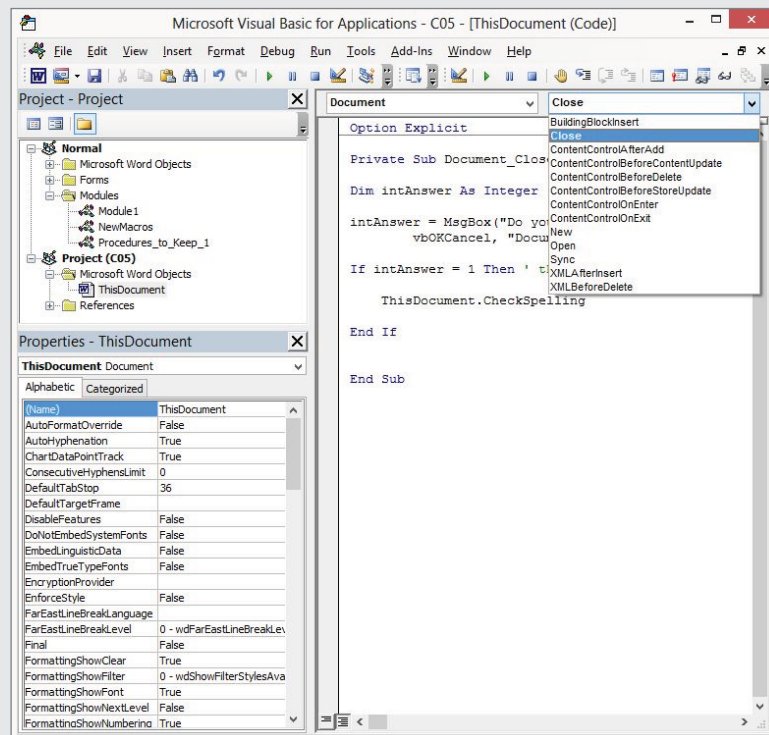 Microsoft Visual Basic for Applications - C05 - [ThisDocument (Code)]
File Edit View Insert Format Debug Run Tools Add-Ins Window Help
Project - Project
Normal
Microsoft Word Objects
Forms
Modules
Module1
NewMacros
Procedures_to_Keep_1
Project (C05)
Microsoft Word Objects
ThisDocument
References
Properties - ThisDocument
ThisDocument Document
Alphabetic Categorized
(Name) ThisDocument
AutoFormatOverride False
AutoHyphenation True
ChartDataPointTrack True
ConsecutiveHyphensLimit 0
DefaultTabStop 36
DefaultTargetFrame
DisableFeatures False
DoNotEmbedSystemFonts False
EmbedLinguisticData False
EmbedTrueTypeFonts False
EncryptionProvider
EnforceStyle False
FarEastLineBreakLanguage
FarEastLineBreakLevel 0 - wdFarEastLineBreakLev
Final False
FormattingShowClear True
FormattingShowFilter 0 - wdShowFilterStylesAva
FormattingShowFont True
FormattingShowNextLevel False
FormattingShowNumbering True
Document Close
Option Explicit
Private Sub Document_Clos
Dim intAnswer As Integer
intAnswer = MsgBox("Do yo
vbOKCancel, "Docu
If intAnswer = 1 Then ' t
ThisDocument.CheckSpelling
End If
End Sub
BuildingBlockInsert
Close
ContentControlAfterAdd
ContentControlBeforeContentUpdate
ContentControlBeforeDelete
ContentControlBeforeStoreUpdate
ContentControlOnEnter
ContentControlOnExit
New
Open
Sync
XMLAfterInsert
XMLBeforeDelete